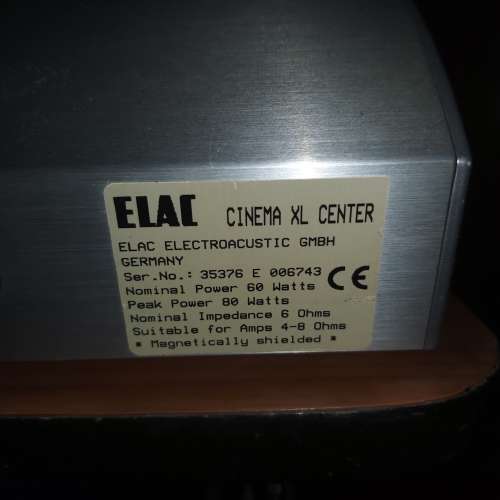 ELAC CINEMA XL CENTER
ELAC ELECTROACUSTIC GMBH
GERMANY
Ser.No.: 35376 E 006743 CE
Nominal Power 60 Watts
Peak Power 80 Watts
Nominal Impedance 6 Ohms
Suitable for Amps 4-8 Ohms
* Magnetically shielded *